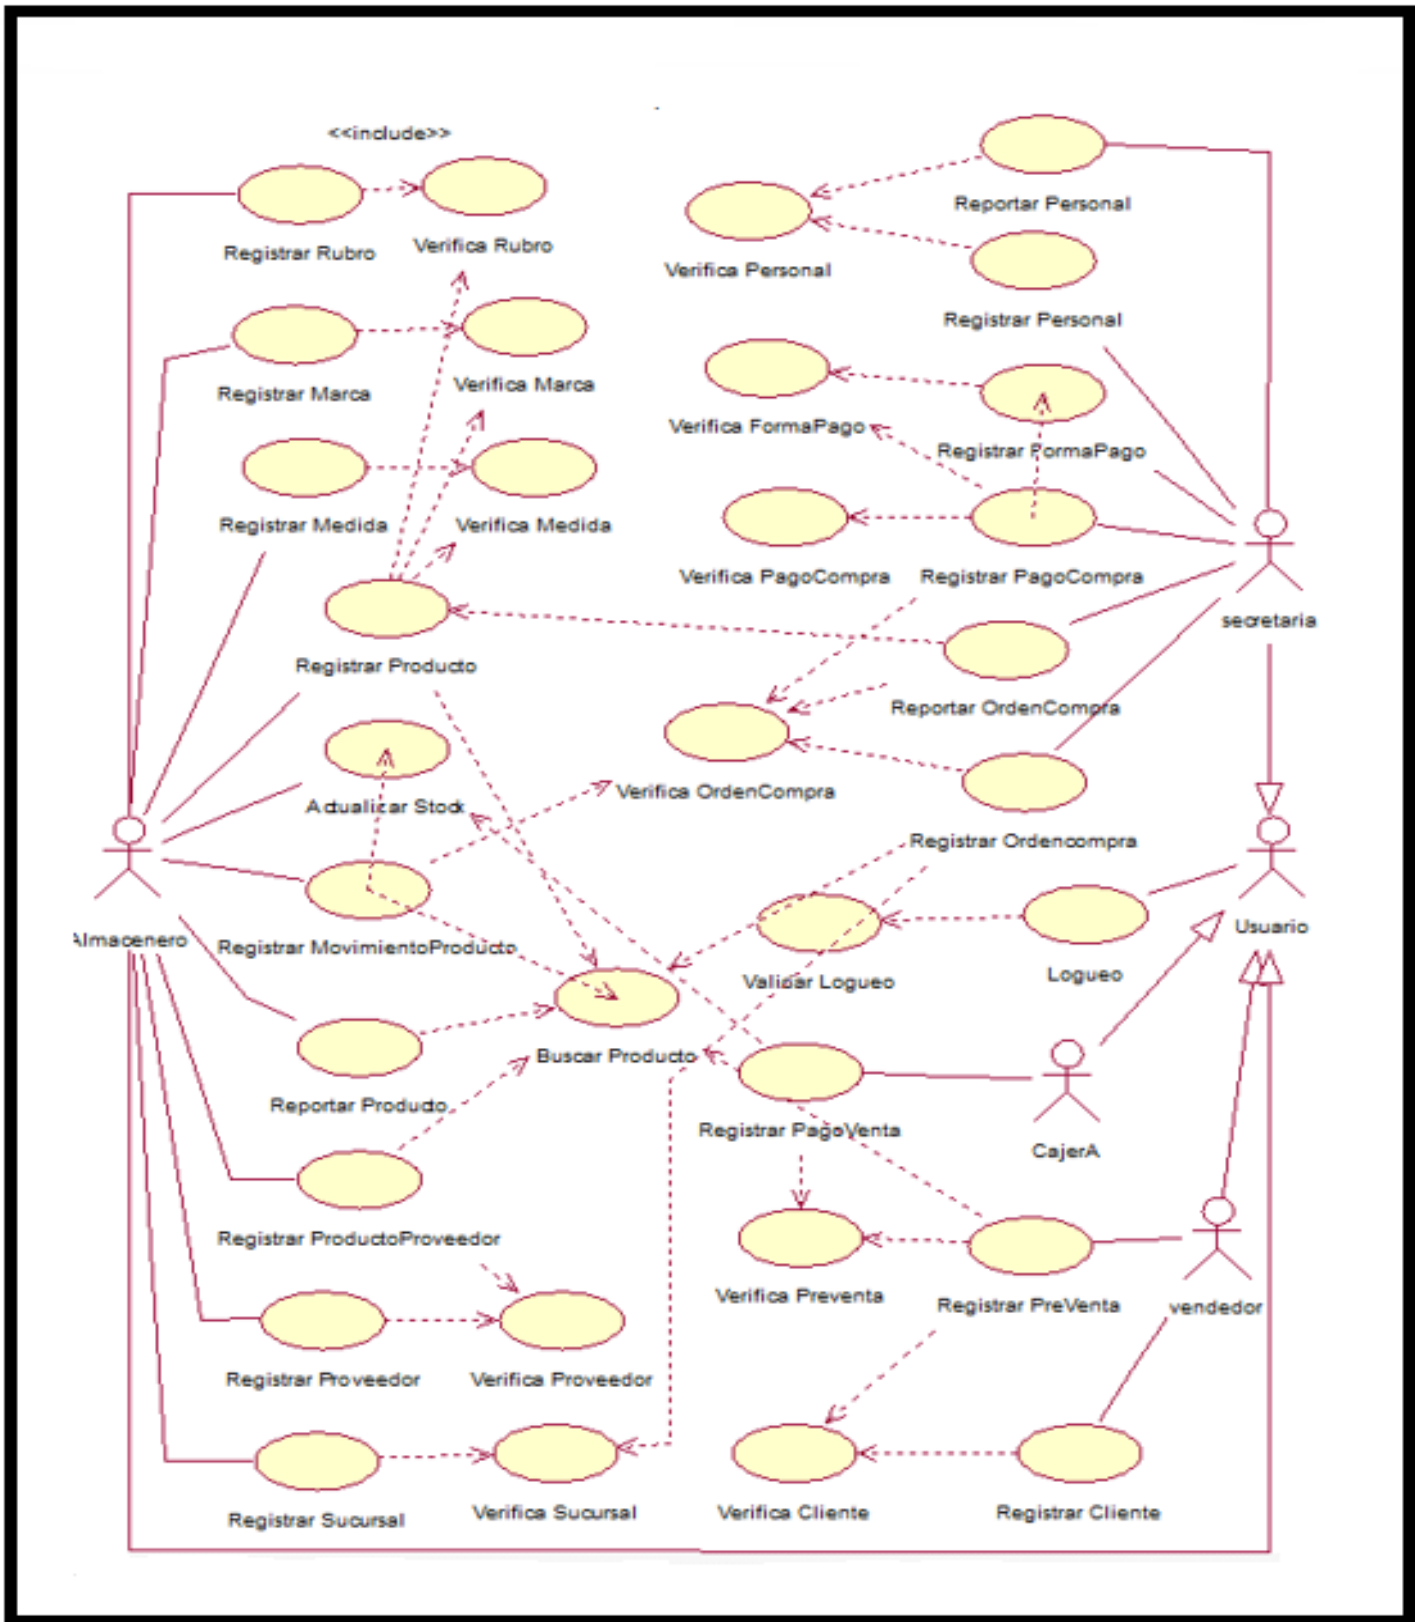 <<include>>
Reportar Personal
Registrar Rubro
Verifica Rubro
Verifica Personal
Registrar Personal
Registrar Marca
Verifica Marca
Verifica FormaPago
Registrar FormaPago
Registrar Medida
Verifica Medida
Verifica PagoCompra
Registrar PagoCompra
secretaria
Registrar Producto
Reportar OrdenCompra
Actualizar Stock
Verifica OrdenCompra
Registrar Ordencompra
Almacenero
Registrar MovimientoProducto
Validar Logueo
Logueo
Usuario
Buscar Producto
Reportar Producto
Registrar PagoVenta
CajerA
Registrar ProductoProveedor
Verifica Preventa
Registrar PreVenta
vendedor
Registrar Proveedor
Verifica Proveedor
Registrar Sucursal
Verifica Sucursal
Verifica Cliente
Registrar Cliente